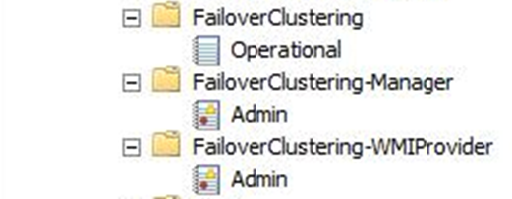 FailoverClustering
Operational
FailoverClustering-Manager
Admin
FailoverClustering-WMIProvider
Admin